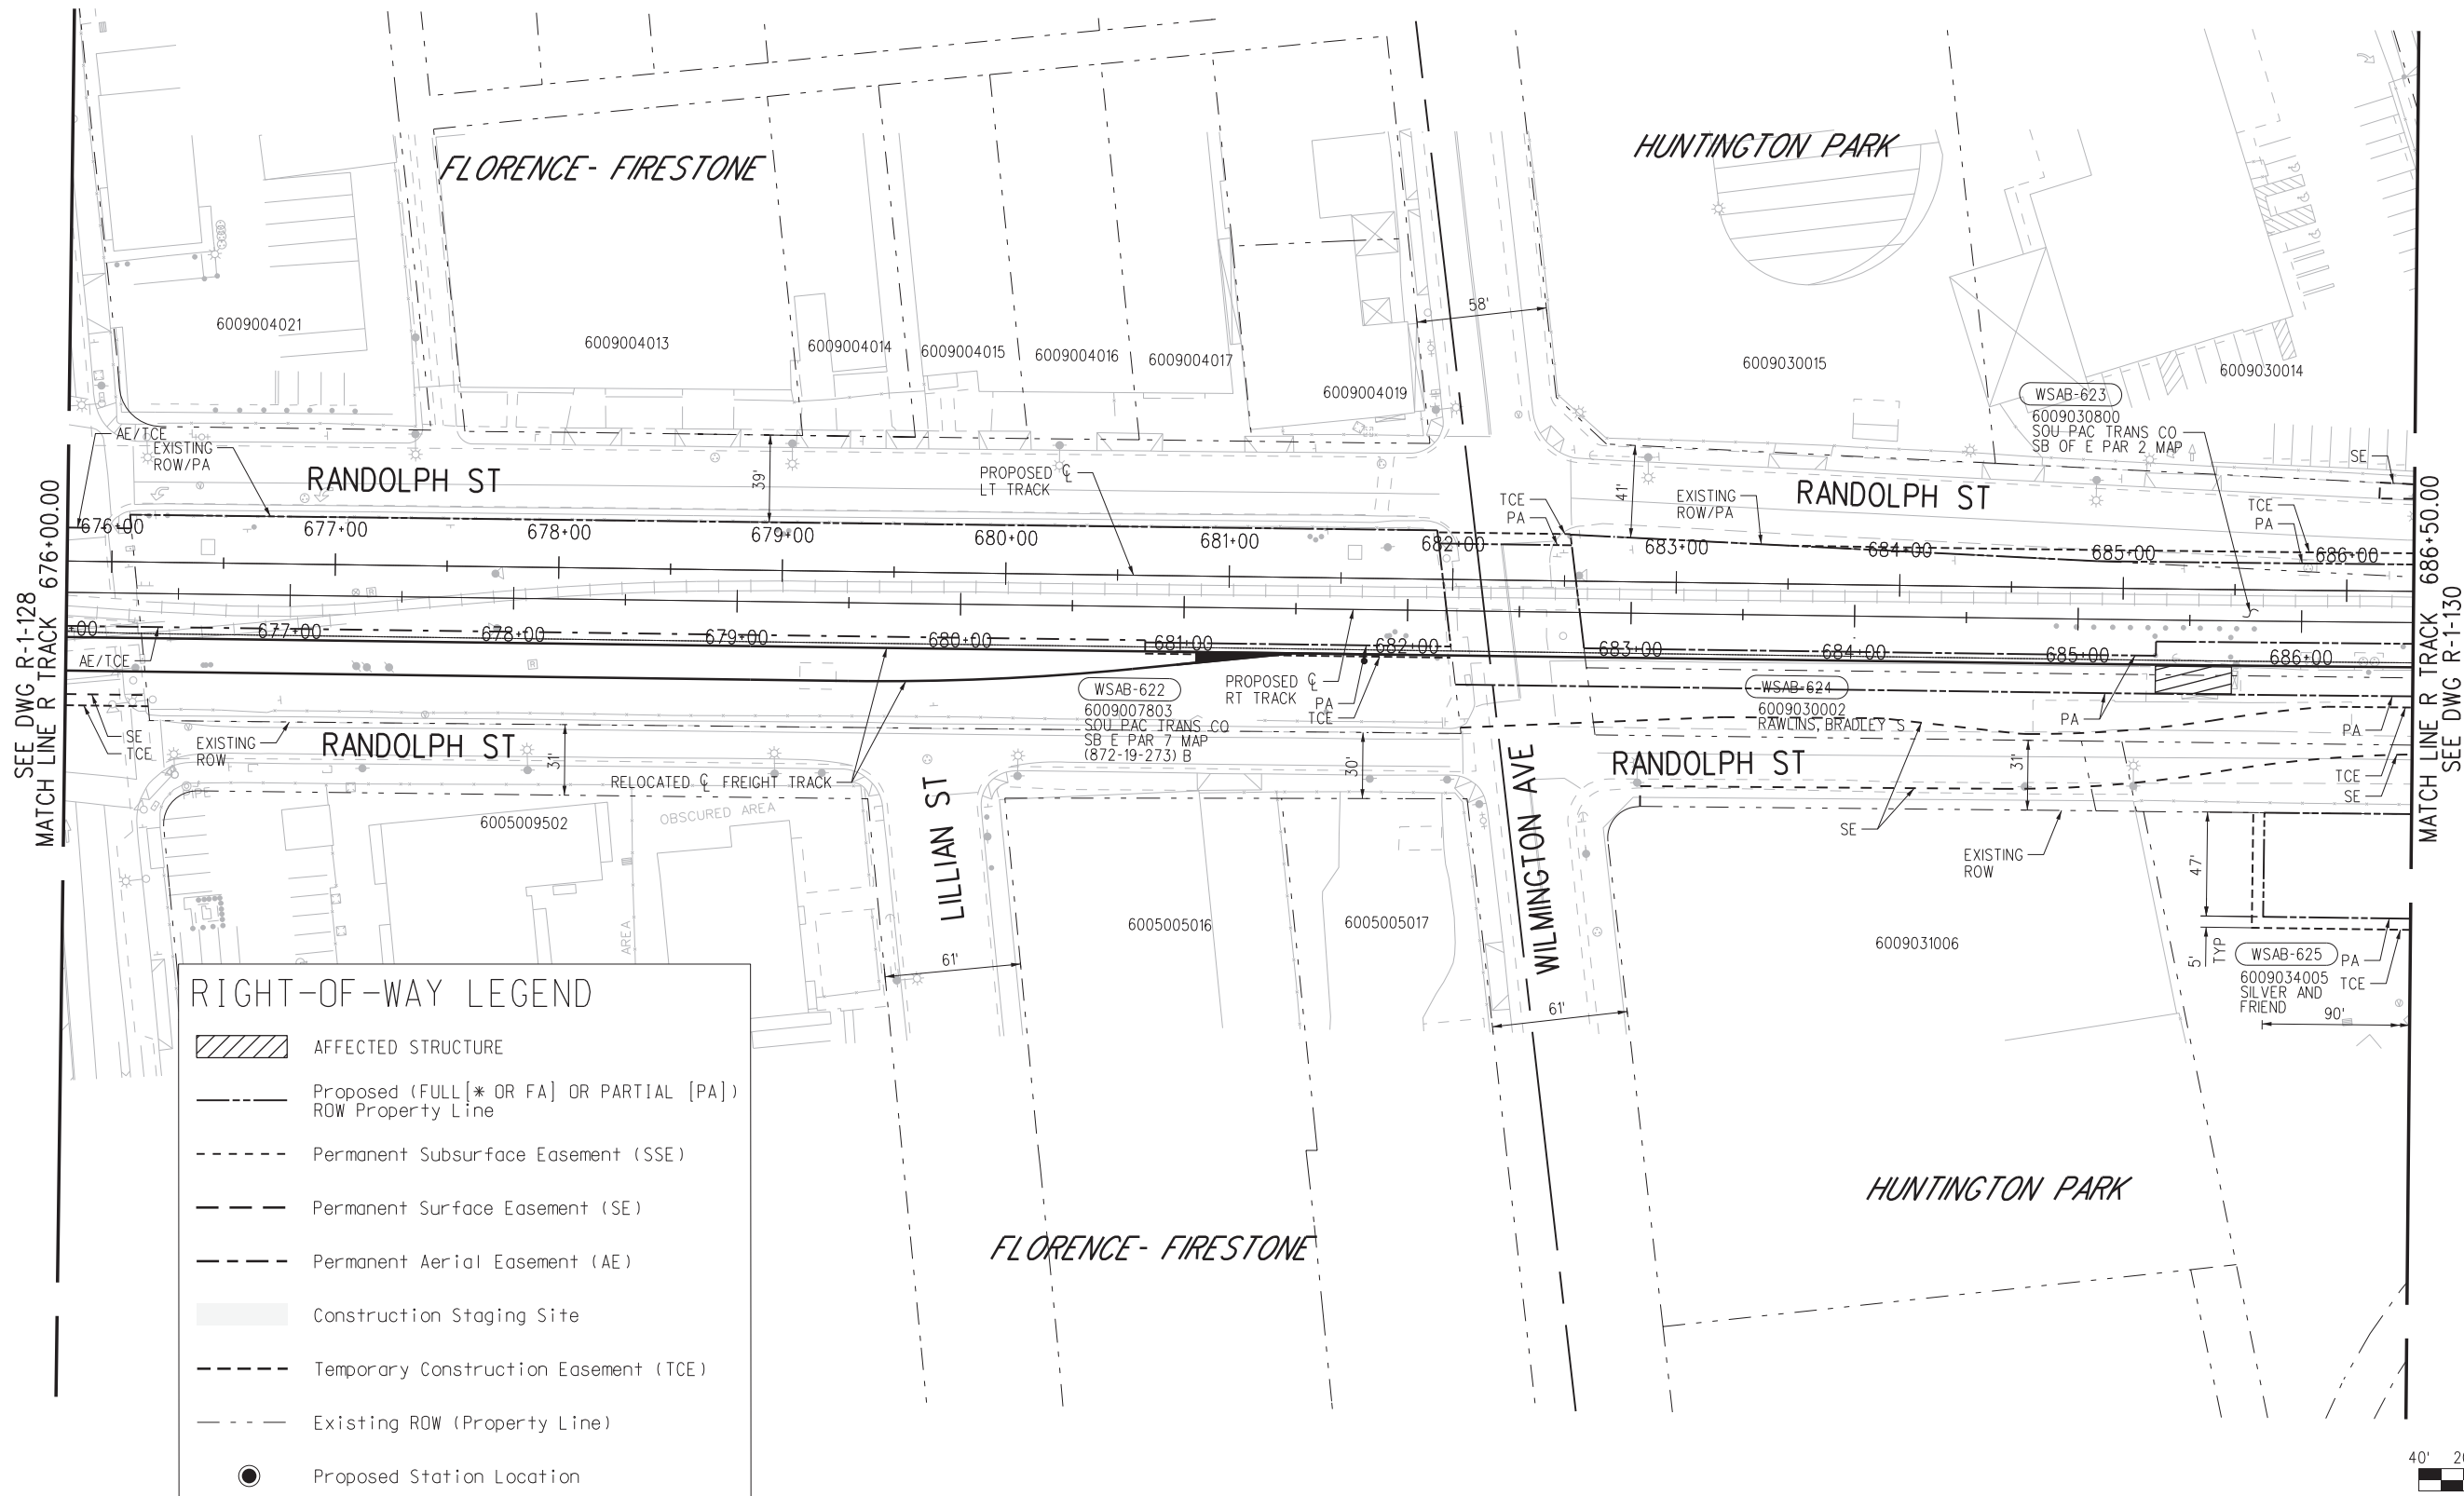 FLORENCE- FIRESTONE
HUNTINGTON PARK
58'
6009004021
6009004013
6009004014
6009004015
6009004016
6009004017
6009004019
6009030015
6009030014
WSAB-623
6009030800
SOU PAC TRANS CO
SB OF E PAR 2 MAP
AE/TCE
EXISTING
ROW/PA
RANDOLPH ST
39'
PROPOSED ℄
LT TRACK
TCE
PA
41'
EXISTING
ROW/PA
RANDOLPH ST
TCE
PA
SE
676+00
677+00
678+00
679+00
680+00
681+00
682+00
683+00
684+00
685+00
686+00
SEE DWG R-1-128
MATCH LINE R TRACK 676+00.00
MATCH LINE R TRACK 686+50.00
SEE DWG R-1-130
+00
677+00
678+00
679+00
680+00
681+00
682+00
683+00
684+00
685+00
686+00
AE/TCE
SE
TCE
EXISTING
ROW
RANDOLPH ST
31'
RELOCATED ℄ FREIGHT TRACK
WSAB-622
6009007803
SOU PAC TRANS CO
SB E PAR 7 MAP
(872-19-273) B
PROPOSED ℄
RT TRACK
PA
TCE
30'
WSAB-624
6009030002
RAWLINS, BRADLEY S
PA
PA
RANDOLPH ST
31'
TCE
SE
SE
EXISTING
ROW
PIPE
6005009502
OBSCURED AREA
AREA
LILLIAN ST
61'
6005005016
6005005017
WILMINGTON AVE
61'
6009031006
47'
5'
TYP
WSAB-625
6009034005
SILVER AND
FRIEND
PA
TCE
90'
RIGHT-OF-WAY LEGEND
AFFECTED STRUCTURE
Proposed (FULL[* OR FA] OR PARTIAL [PA])
ROW Property Line
Permanent Subsurface Easement (SSE)
Permanent Surface Easement (SE)
Permanent Aerial Easement (AE)
Construction Staging Site
Temporary Construction Easement (TCE)
Existing ROW (Property Line)
Proposed Station Location
FLORENCE- FIRESTONE
HUNTINGTON PARK
40'